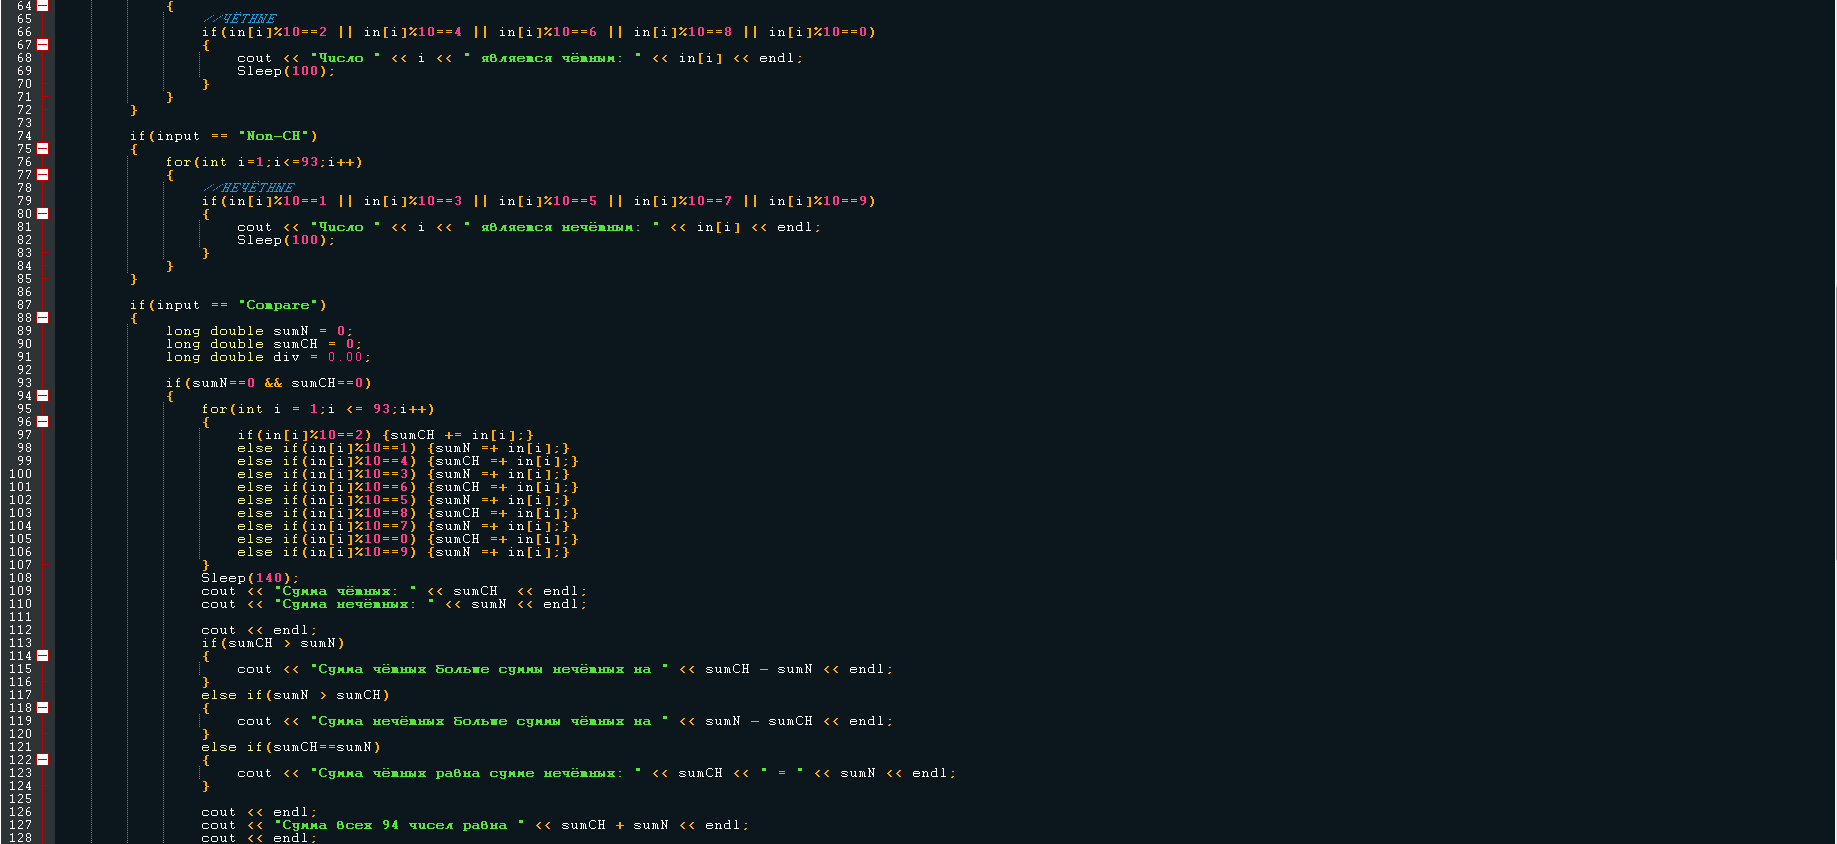 64 {
65 //ЧЁТНЫЕ
66 if(in[i]%10==2 || in[i]%10==4 || in[i]%10==6 || in[i]%10==8 || in[i]%10==0)
67 {
68 cout << "Число " << i << " является чётным: " << in[i] << endl;
69 Sleep(100);
70 }
71 }
72 }
73
74 if(input == "Non-CH")
75 {
76 for(int i=1;i<=93;i++)
77 {
78 //НЕЧЁТНЫЕ
79 if(in[i]%10==1 || in[i]%10==3 || in[i]%10==5 || in[i]%10==7 || in[i]%10==9)
80 {
81 cout << "Число " << i << " является нечётным: " << in[i] << endl;
82 Sleep(100);
83 }
84 }
85 }
86
87 if(input == "Compare")
88 {
89 long double sumN = 0;
90 long double sumCH = 0;
91 long double div = 0.00;
92
93 if(sumN==0 && sumCH==0)
94 {
95 for(int i = 1;i <= 93;i++)
96 {
97 if(in[i]%10==2) {sumCH += in[i];}
98 else if(in[i]%10==1) {sumN =+ in[i];}
99 else if(in[i]%10==4) {sumCH =+ in[i];}
100 else if(in[i]%10==3) {sumN =+ in[i];}
101 else if(in[i]%10==6) {sumCH =+ in[i];}
102 else if(in[i]%10==5) {sumN =+ in[i];}
103 else if(in[i]%10==8) {sumCH =+ in[i];}
104 else if(in[i]%10==7) {sumN =+ in[i];}
105 else if(in[i]%10==0) {sumCH =+ in[i];}
106 else if(in[i]%10==9) {sumN =+ in[i];}
107 }
108 Sleep(140);
109 cout << "Сумма чётных: " << sumCH  << endl;
110 cout << "Сумма нечётных: " << sumN << endl;
111
112 cout << endl;
113 if(sumCH > sumN)
114 {
115 cout << "Сумма чётных больше суммы нечётных на " << sumCH - sumN << endl;
116 }
117 else if(sumN > sumCH)
118 {
119 cout << "Сумма нечётных больше суммы чётных на " << sumN - sumCH << endl;
120 }
121 else if(sumCH==sumN)
122 {
123 cout << "Сумма чётных равна сумме нечётных: " << sumCH << " = " << sumN << endl;
124 }
125
126 cout << endl;
127 cout << "Сумма всех 94 чисел равна " << sumCH + sumN << endl;
128 cout << endl;